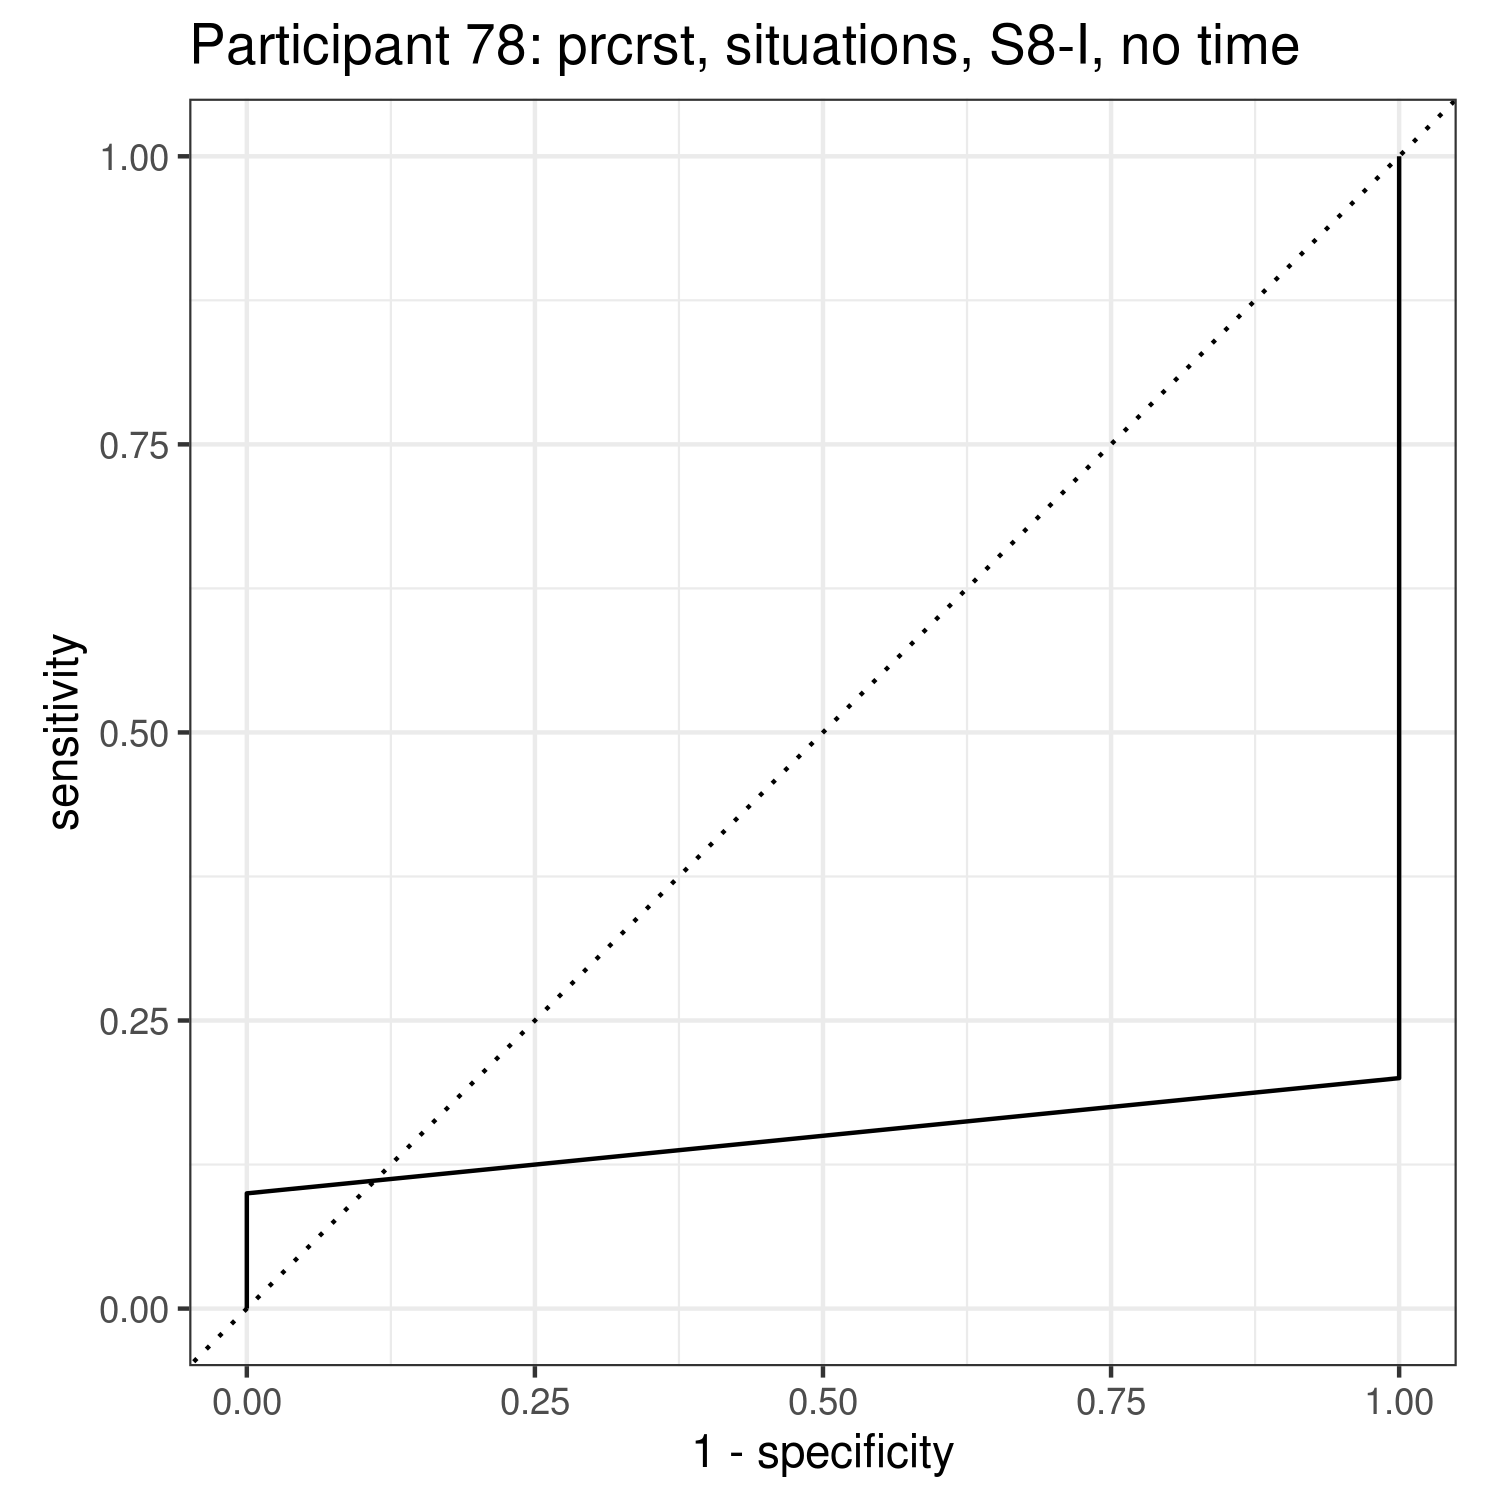 Participant 78: prcrst, situations, S8-I, no time
1.00
0.75
0.50
0.25
0.00
sensitivity
0.00 0.25 0.50 0.75 1.00
1 - specificity